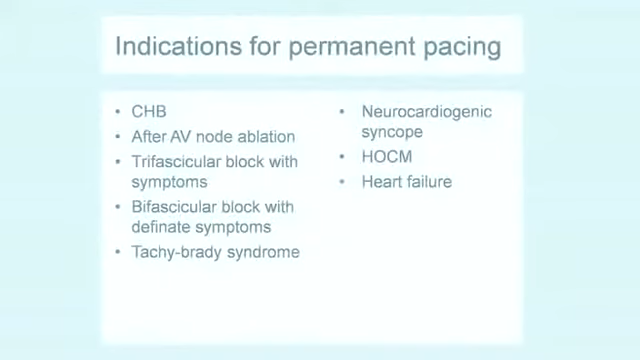 Indications for permanent pacing
• CHB
• After AV node ablation
• Trifascicular block with
symptoms
• Bifascicular block with
definate symptoms
• Tachy-brady syndrome
• Neurocardiogenic
syncope
• HOCM
• Heart failure